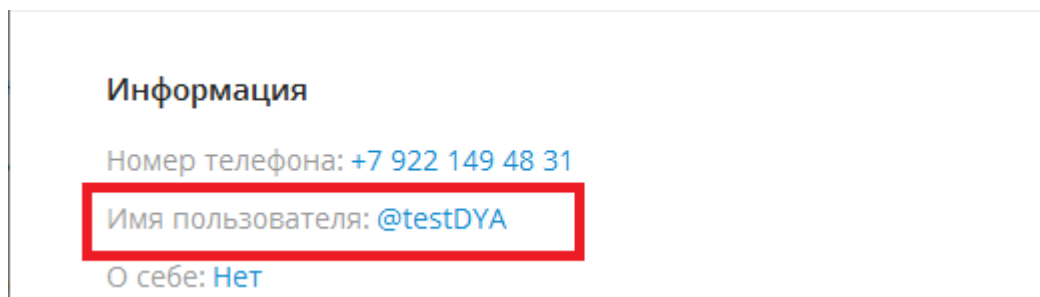 Информация
Номер телефона: +7 922 149 48 31
Имя пользователя: @testDYA
О себе: Нет